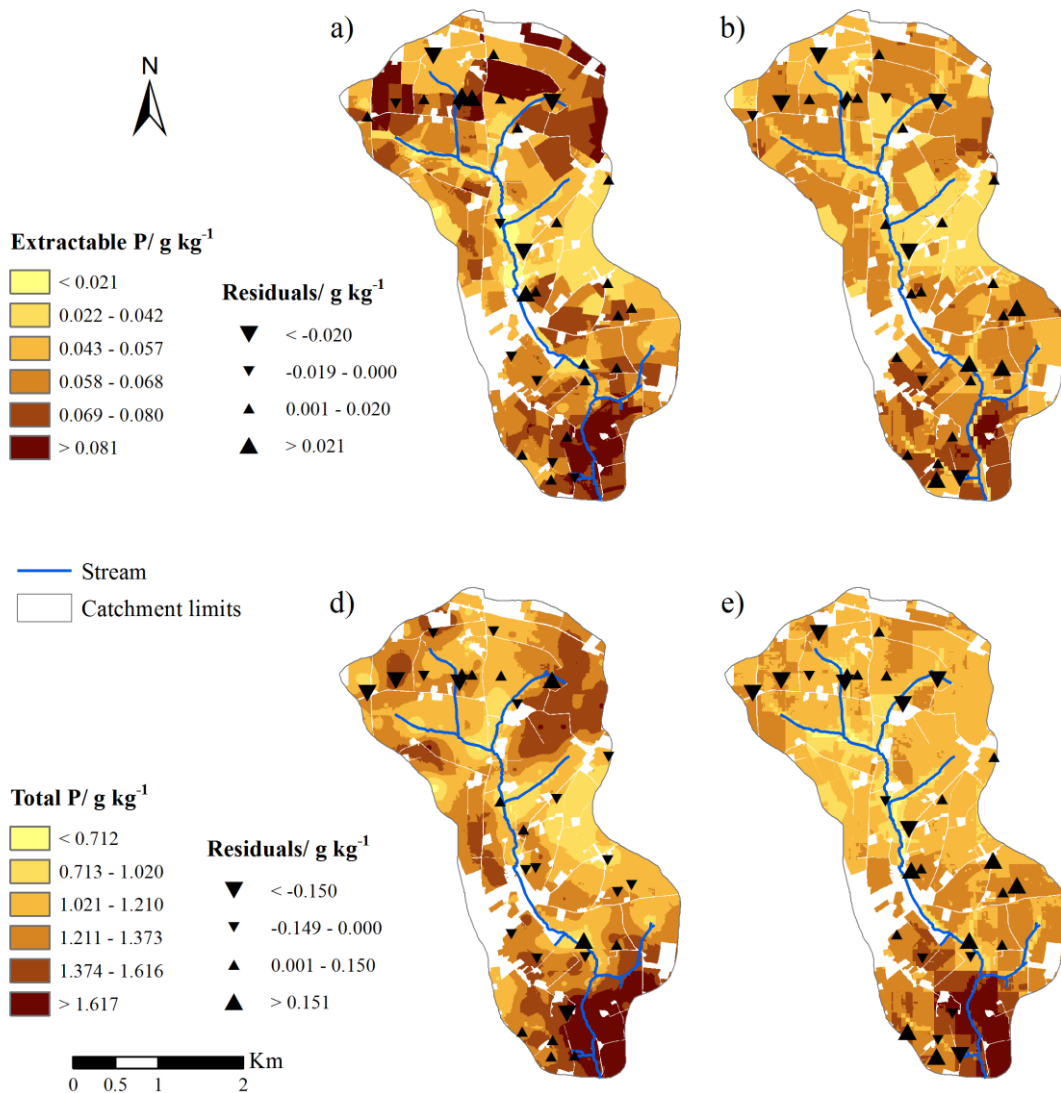 a)
b)
N
Extractable P/ g kg-1
< 0.021
0.022 - 0.042
0.043 - 0.057
0.058 - 0.068
0.069 - 0.080
> 0.081
Residuals/ g kg-1
< -0.020
-0.019 - 0.000
0.001 - 0.020
> 0.021
Stream
Catchment limits
d)
e)
Total P/ g kg-1
< 0.712
0.713 - 1.020
1.021 - 1.210
1.211 - 1.373
1.374 - 1.616
> 1.617
Residuals/ g kg-1
< -0.150
-0.149 - 0.000
0.001 - 0.150
> 0.151
Km
0 0.5 1 2